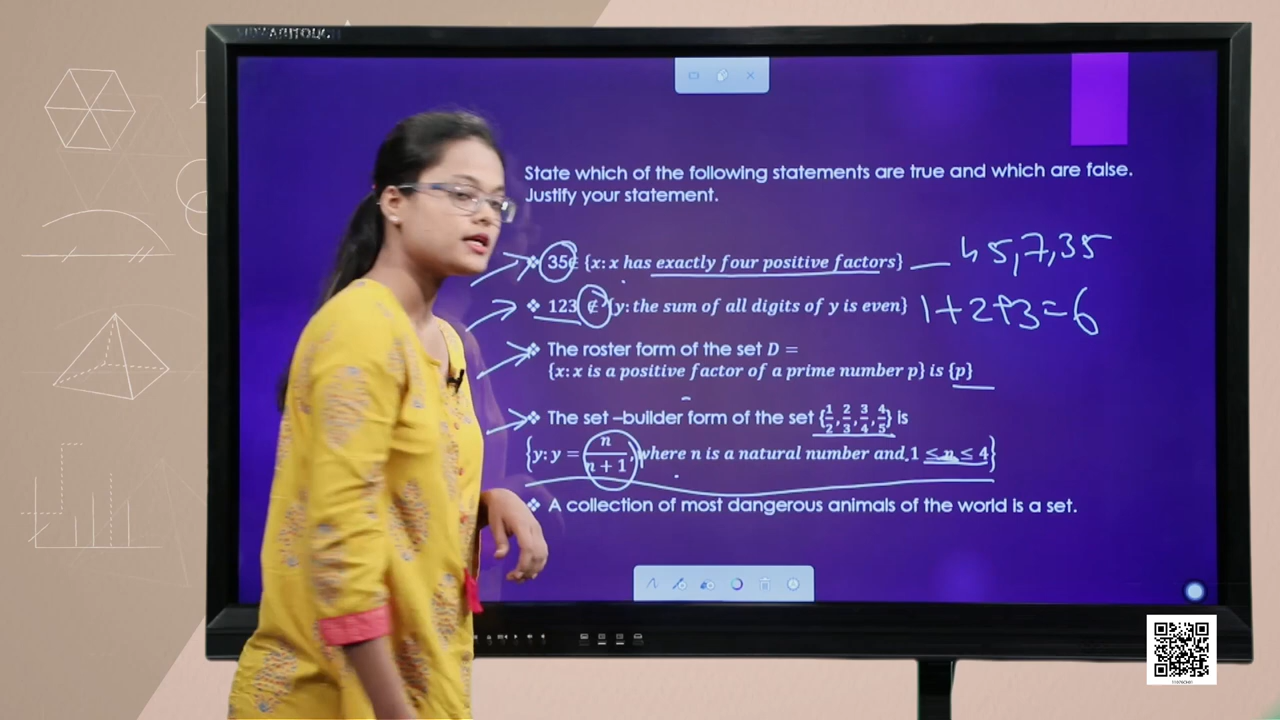 State which of the following statements are true and which are false.
Justify your statement.
❖ 35∈ {x: x has exactly four positive factors} 1,5,7,35
❖ 123 ∉ {y: the sum of all digits of y is even} 1+2+3=6
❖ The roster form of the set D =
{x: x is a positive factor of a prime number p} is {p}
❖ The set –builder form of the set {1/2, 2/3, 3/4, 4/5} is
{y: y = n/(n+1), where n is a natural number and 1 ≤ n ≤ 4}
❖ A collection of most dangerous animals of the world is a set.